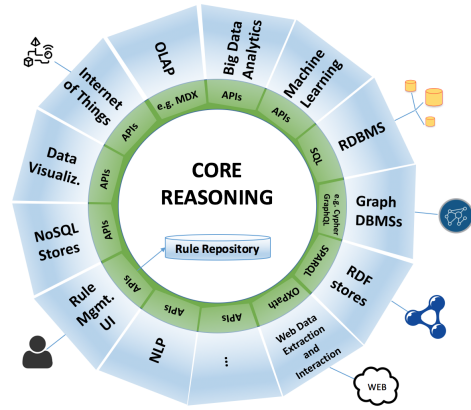 OLAP
Big Data
Analytics
Machine
Learning
RDBMS
Graph
DBMSs
RDF
stores
Web Data
Extraction
and
Interaction
...
NLP
Rule
Mgmt.
UI
NoSQL
Stores
Data
Visualiz.
Internet
of Things
e.g. MDX
APIs
APIs
SQL
e.g. Cypher
GraphQL
SPARQL
OXPath
APIs
APIs
APIs
APIs
APIs
APIs
CORE
REASONING
Rule Repository
WEB